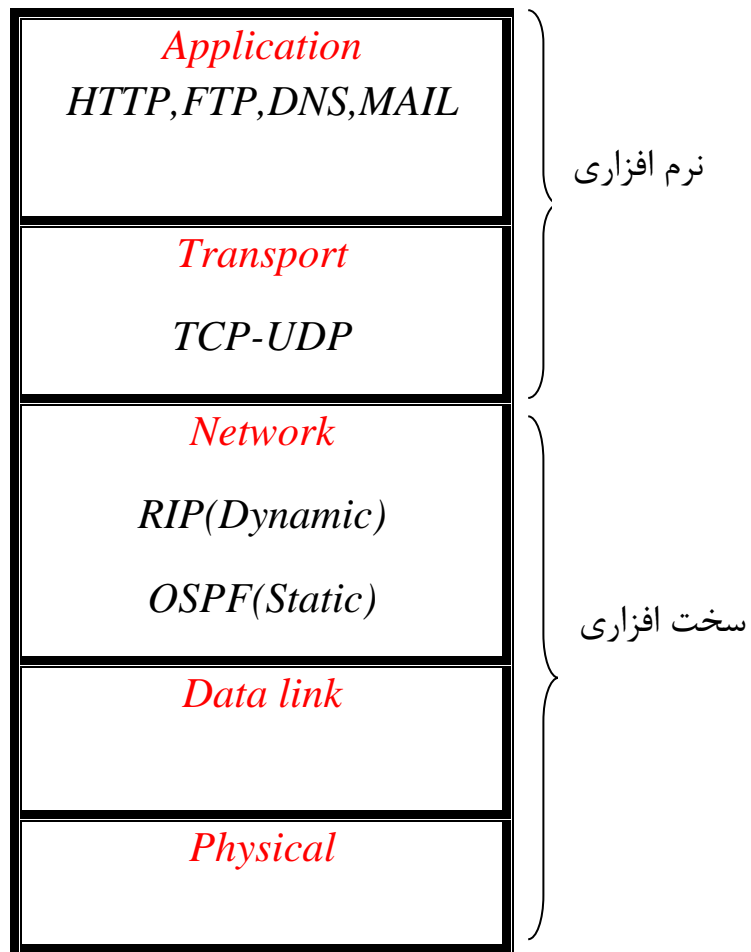 Application
HTTP,FTP,DNS,MAIL
نرم افزاری
Transport
TCP-UDP
Network
RIP(Dynamic)
OSPF(Static)
سخت افزاری
Data link
Physical